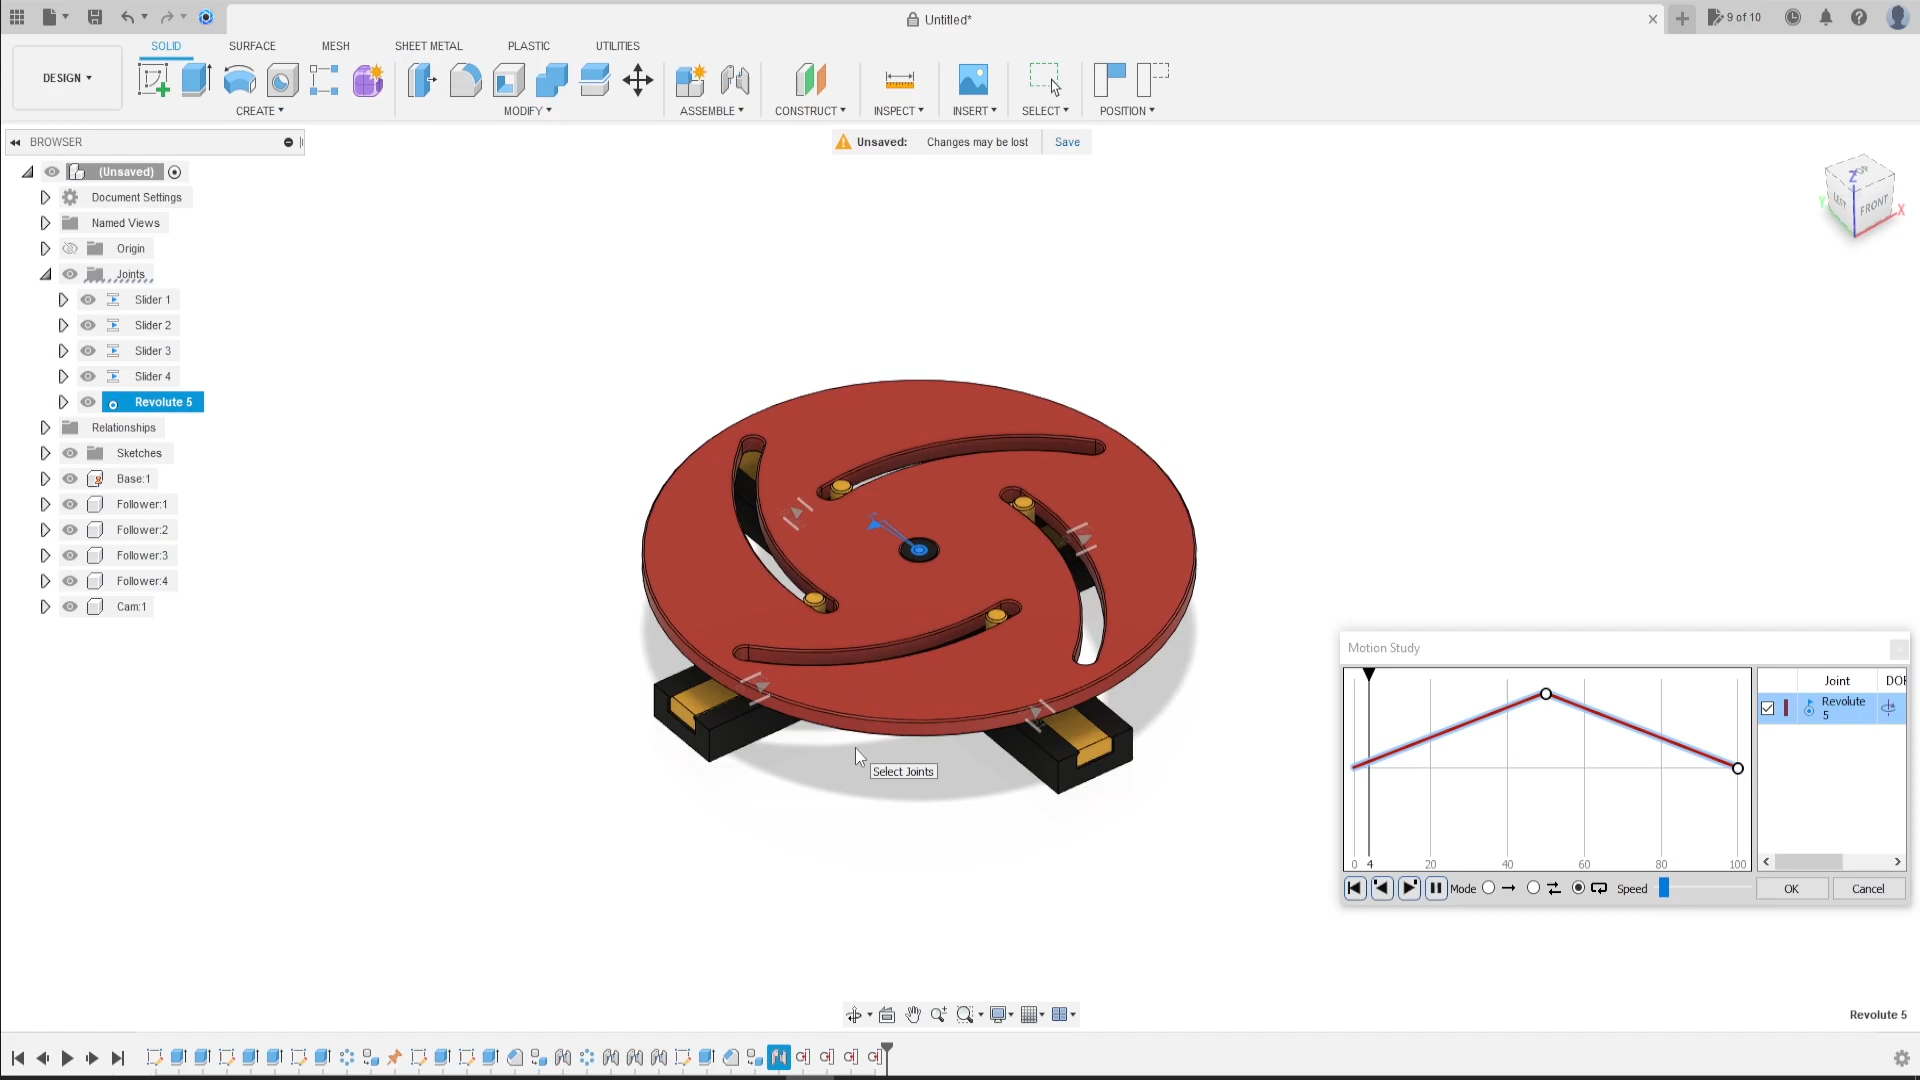 Untitled*
9 of 10
DESIGN
SOLID SURFACE MESH SHEET METAL PLASTIC UTILITIES
CREATE MODIFY ASSEMBLE CONSTRUCT INSPECT INSERT SELECT POSITION
BROWSER
Unsaved: Changes may be lost Save
(Unsaved)
Document Settings
Named Views
Origin
Joints
Slider 1
Slider 2
Slider 3
Slider 4
Revolute 5
Relationships
Sketches
Base:1
Follower:1
Follower:2
Follower:3
Follower:4
Cam:1
Z
LEFT FRONT
Y X
Select Joints
Motion Study
Joint DOF
Revolute
5
0 4 20 40 60 80 100
Mode Speed OK Cancel
Revolute 5